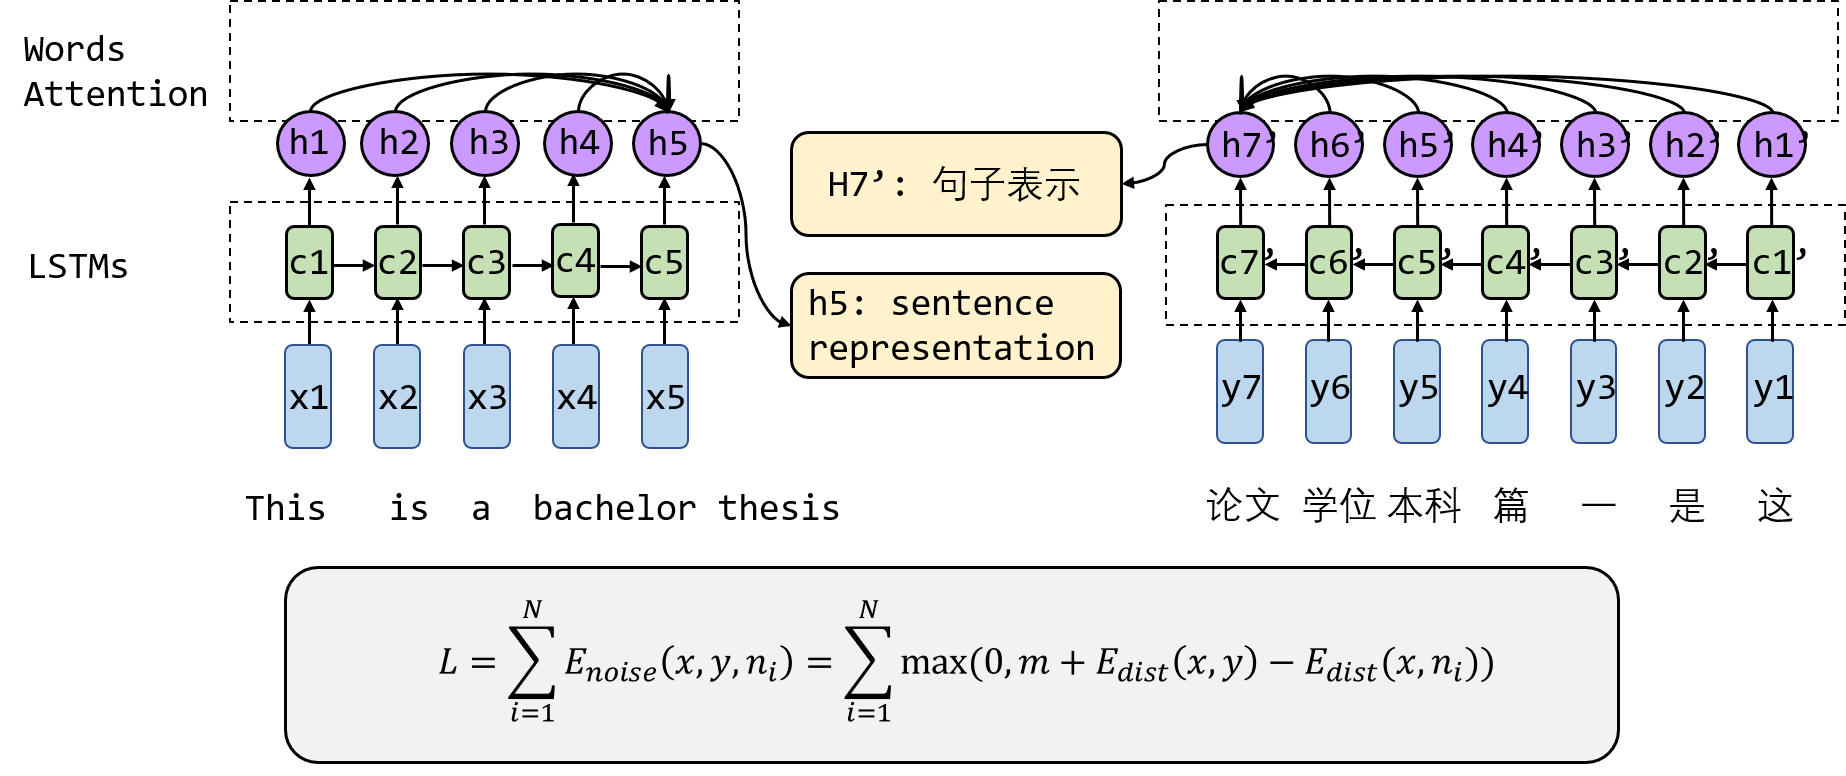 Words
Attention
h1 h2 h3 h4 h5
h7’ h6’ h5’ h4’ h3’ h2’ h1’
H7’: 句子表示
LSTMs
c1 c2 c3 c4 c5
c7’ c6’ c5’ c4’ c3’ c2’ c1’
h5: sentence
representation
x1 x2 x3 x4 x5
y7 y6 y5 y4 y3 y2 y1
This is a bachelor thesis
论文 学位 本科 篇 一 是 这
L = \sum_{i=1}^{N} E_{noise}(x, y, n_i) = \sum_{i=1}^{N} max(0, m + E_{dist}(x, y) − E_{dist}(x, n_i))